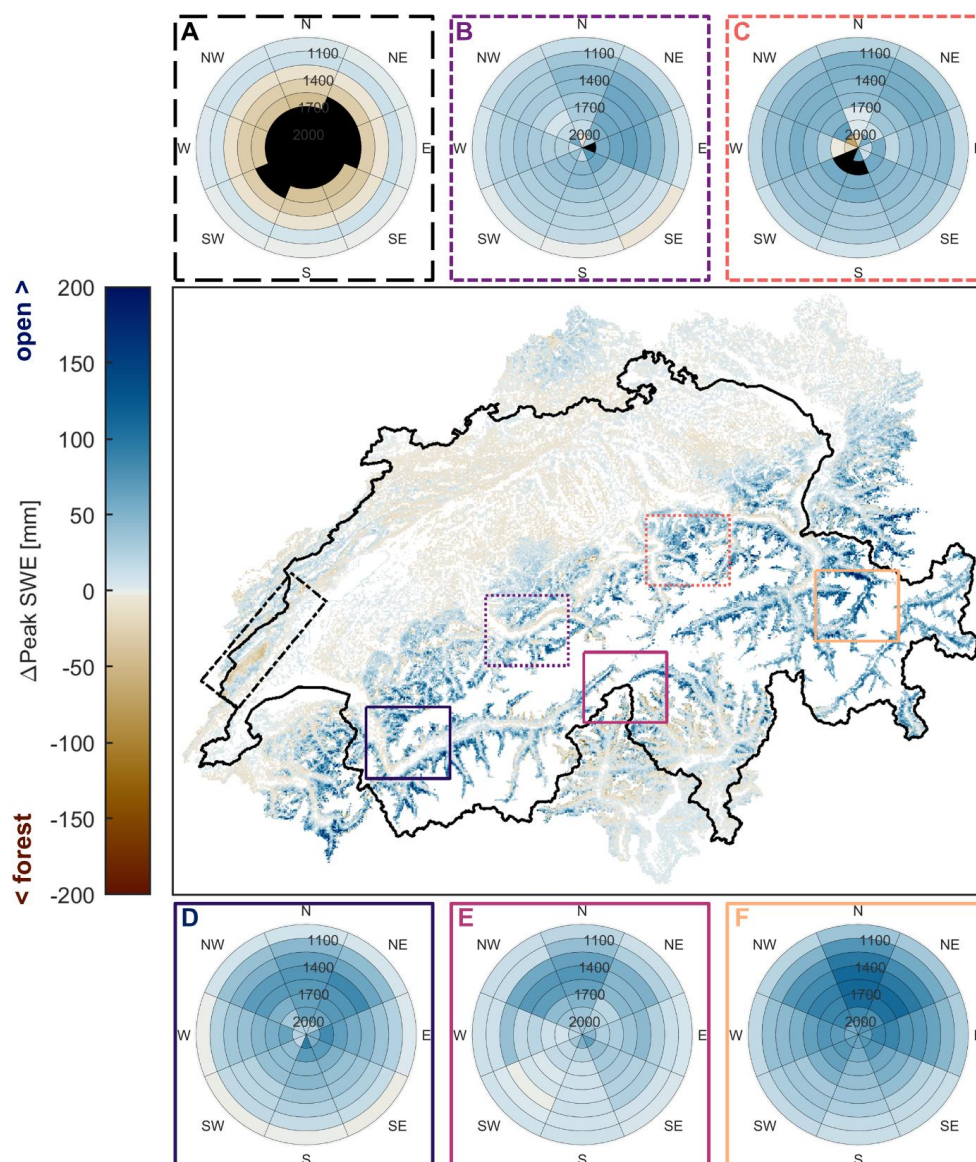 A
N
NW
NE
1100
1400
1700
2000
W
E
SW
SE
S
B
N
NW
NE
1100
1400
1700
2000
W
E
SW
SE
S
C
N
NW
NE
1100
1400
1700
2000
W
E
SW
SE
S
open >
ΔPeak SWE [mm]
< forest
200
150
100
50
0
-50
-100
-150
-200
D
N
NW
NE
1100
1400
1700
2000
W
E
SW
SE
S
E
N
NW
NE
1100
1400
1700
2000
W
E
SW
SE
S
F
N
NW
NE
1100
1400
1700
2000
W
E
SW
SE
S